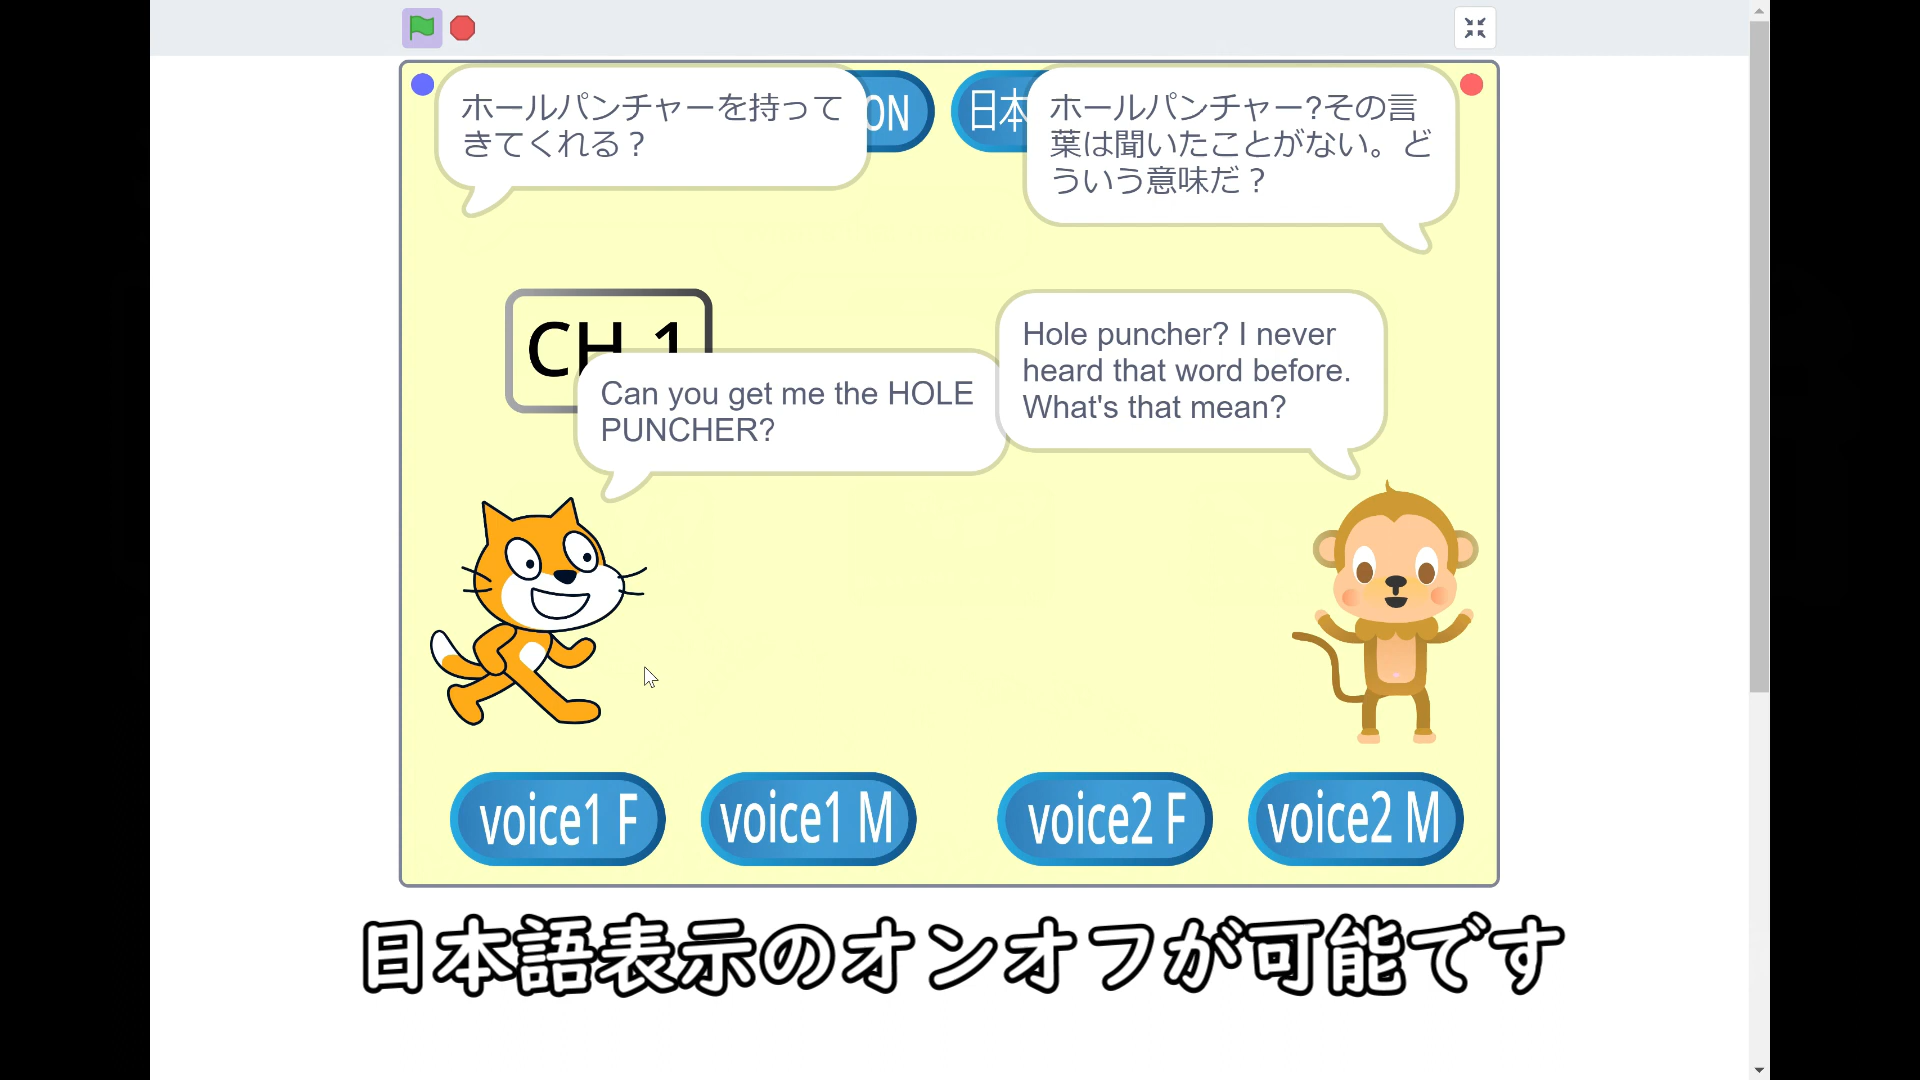 ホールパンチャーを持って
きてくれる？
ON
日本
ホールパンチャー?その言
葉は聞いたことがない。ど
ういう意味だ？
CH 1
Can you get me the HOLE
PUNCHER?
Hole puncher? I never
heard that word before.
What's that mean?
voice1 F
voice1 M
voice2 F
voice2 M
日本語表示のオンオフが可能です